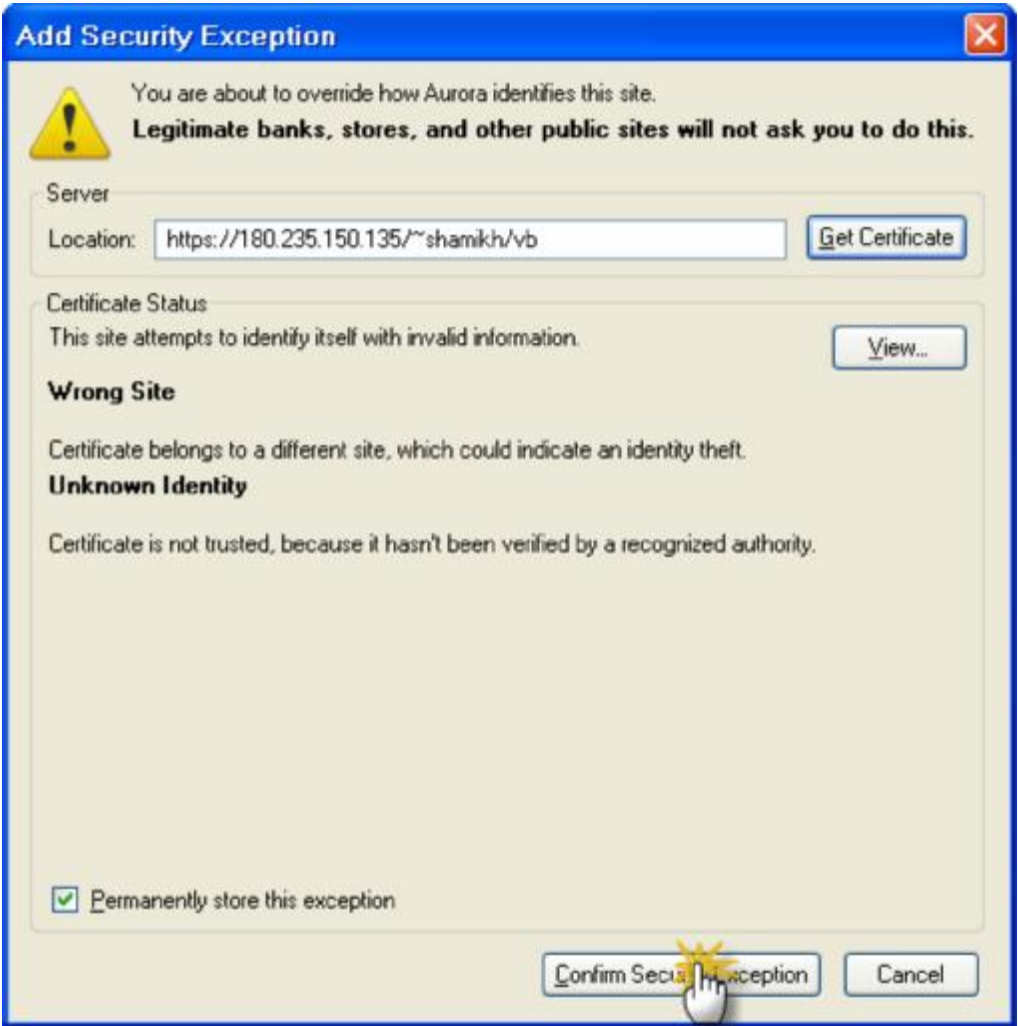 Add Security Exception
You are about to override how Aurora identifies this site.
Legitimate banks, stores, and other public sites will not ask you to do this.
Server
Location: https://180.235.150.135/~shamikh/vb Get Certificate
Certificate Status
This site attempts to identify itself with invalid information.
View...
Wrong Site
Certificate belongs to a different site, which could indicate an identity theft.
Unknown Identity
Certificate is not trusted, because it hasn't been verified by a recognized authority.
Permanently store this exception
Confirm Security Exception Cancel